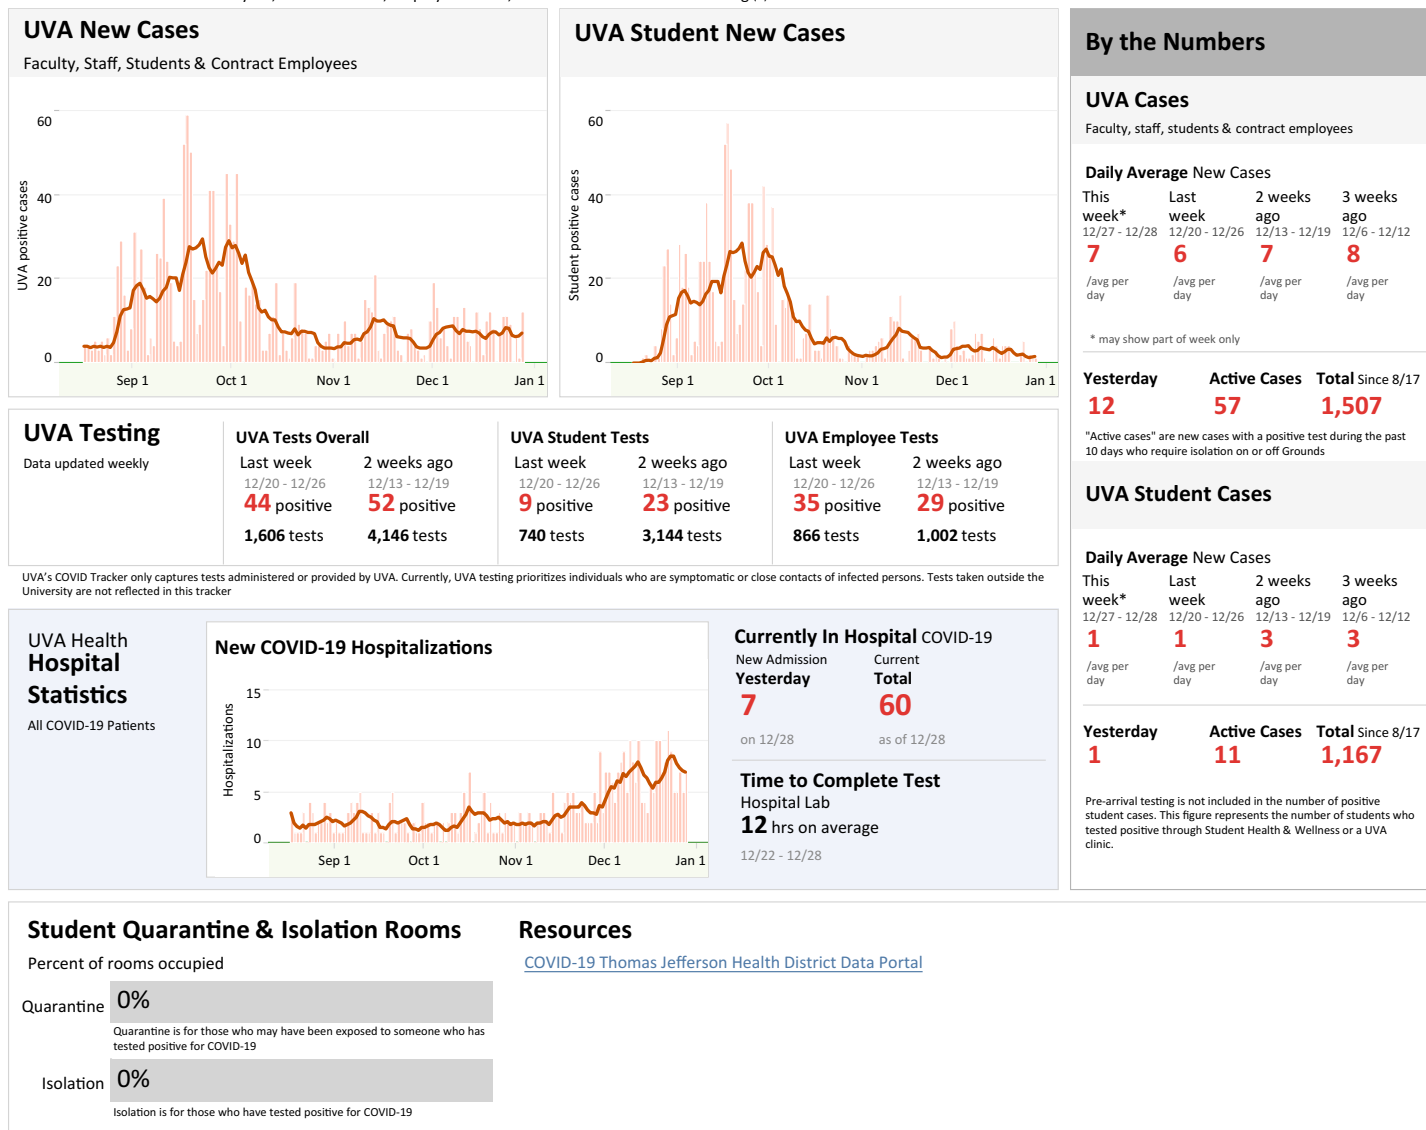 UVA New Cases
Faculty, Staff, Students & Contract Employees
60
40
20
0
UVA positive cases
Sep 1
Oct 1
Nov 1
Dec 1
Jan 1
UVA Student New Cases
60
40
20
0
Student positive cases
Sep 1
Oct 1
Nov 1
Dec 1
Jan 1
By the Numbers
UVA Cases
Faculty, staff, students & contract employees
Daily Average New Cases
This week*
12/27 - 12/28
7
/avg per day
Last week
12/20 - 12/26
6
/avg per day
2 weeks ago
12/13 - 12/19
7
/avg per day
3 weeks ago
12/6 - 12/12
8
/avg per day
* may show part of week only
Yesterday
12
Active Cases
57
Total Since 8/17
1,507
"Active cases" are new cases with a positive test during the past
10 days who require isolation on or off Grounds
UVA Student Cases
Daily Average New Cases
This week*
12/27 - 12/28
1
/avg per day
Last week
12/20 - 12/26
1
/avg per day
2 weeks ago
12/13 - 12/19
3
/avg per day
3 weeks ago
12/6 - 12/12
3
/avg per day
Yesterday
1
Active Cases
11
Total Since 8/17
1,167
Pre-arrival testing is not included in the number of positive
student cases. This figure represents the number of students who
tested positive through Student Health & Wellness or a UVA
clinic.
UVA Testing
Data updated weekly
UVA Tests Overall
Last week
12/20 - 12/26
44 positive
1,606 tests
2 weeks ago
12/13 - 12/19
52 positive
4,146 tests
UVA Student Tests
Last week
12/20 - 12/26
9 positive
740 tests
2 weeks ago
12/13 - 12/19
23 positive
3,144 tests
UVA Employee Tests
Last week
12/20 - 12/26
35 positive
866 tests
2 weeks ago
12/13 - 12/19
29 positive
1,002 tests
UVA's COVID Tracker only captures tests administered or provided by UVA. Currently, UVA testing prioritizes individuals who are symptomatic or close contacts of infected persons. Tests taken outside the
University are not reflected in this tracker
UVA Health
Hospital
Statistics
All COVID-19 Patients
New COVID-19 Hospitalizations
15
10
5
0
Hospitalizations
Sep 1
Oct 1
Nov 1
Dec 1
Jan 1
Currently In Hospital COVID-19
New Admission
Yesterday
7
on 12/28
Current
Total
60
as of 12/28
Time to Complete Test
Hospital Lab
12 hrs on average
12/22 - 12/28
Student Quarantine & Isolation Rooms
Percent of rooms occupied
Quarantine
0%
Quarantine is for those who may have been exposed to someone who has
tested positive for COVID-19
Isolation
0%
Isolation is for those who have tested positive for COVID-19
Resources
COVID-19 Thomas Jefferson Health District Data Portal